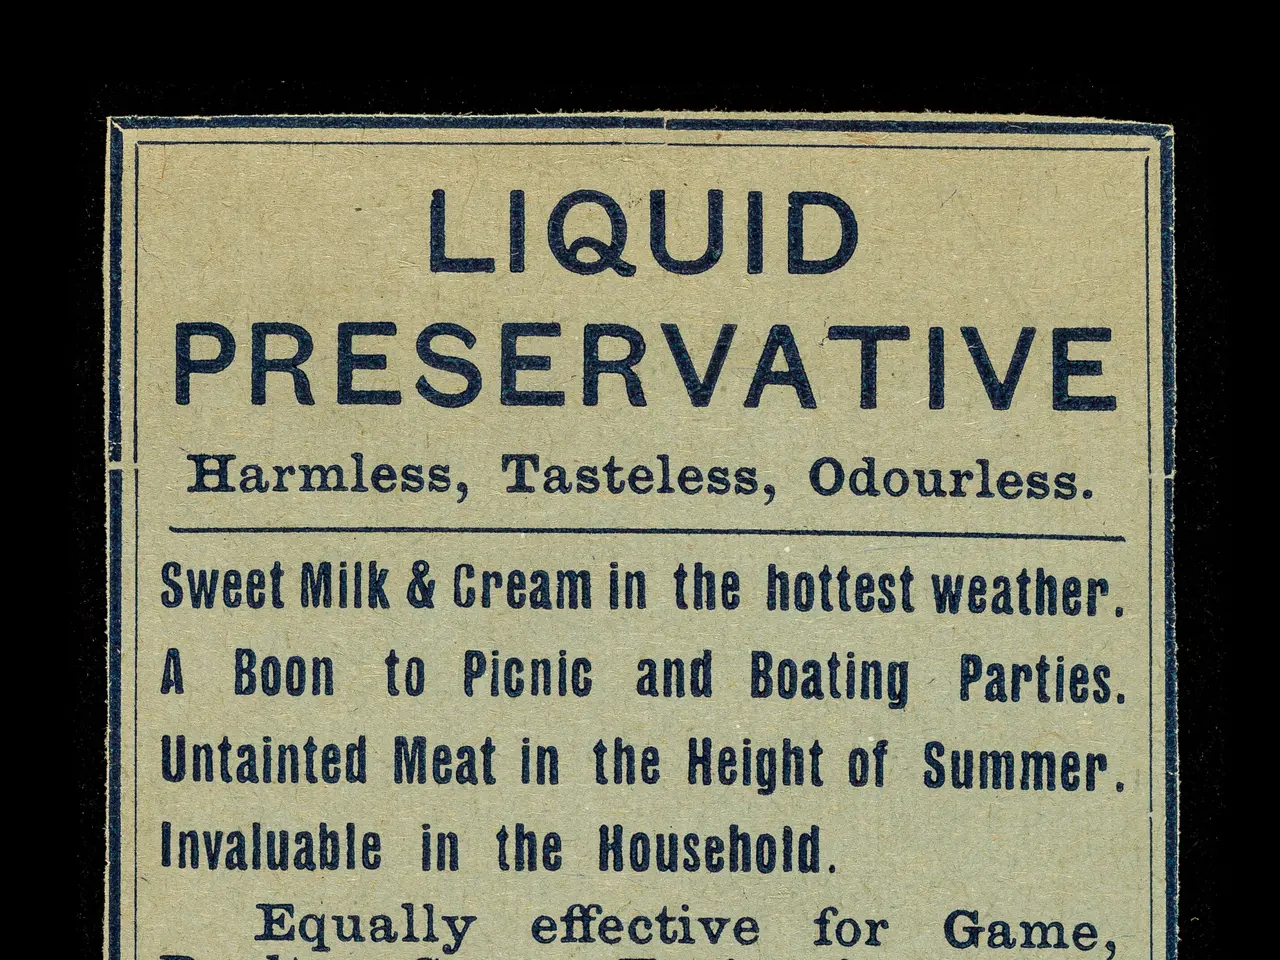 LIQUID
PRESERVATIVE
Harmless, Tasteless, Odourless.
Sweet Milk & Cream in the hottest weather.
A Boon to Picnic and Boating Parties.
Untainted Meat in the Height of Summer.
Invaluable in the Household.
Equally effective for Game,